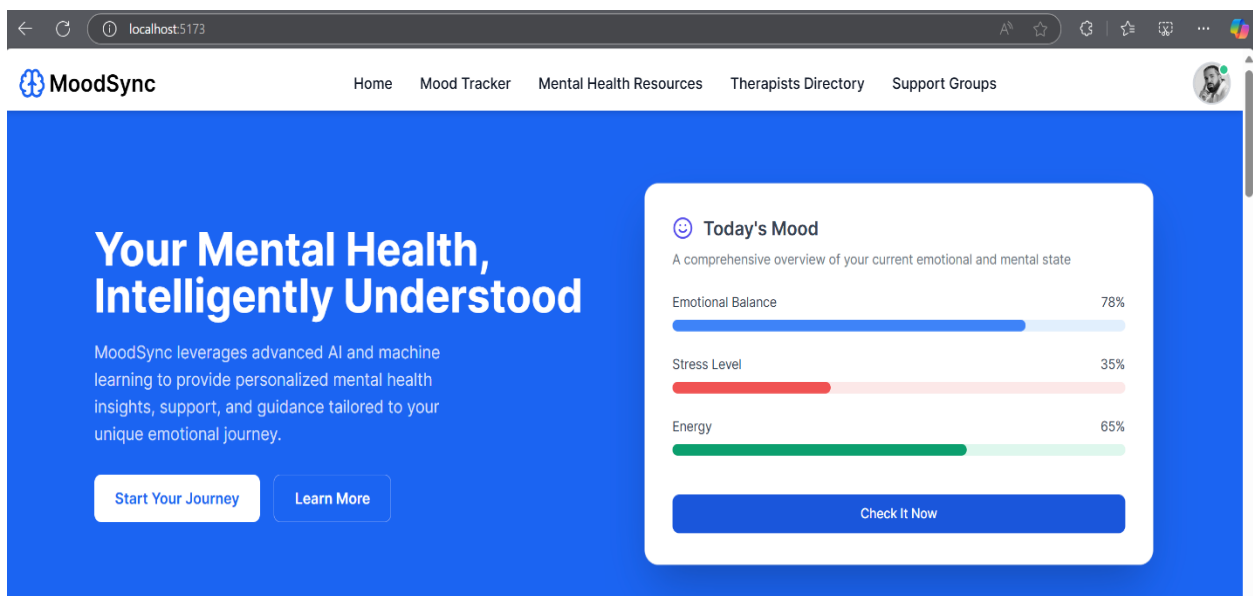 localhost:5173
MoodSync
Home Mood Tracker Mental Health Resources Therapists Directory Support Groups
Your Mental Health,
Intelligently Understood
MoodSync leverages advanced AI and machine
learning to provide personalized mental health
insights, support, and guidance tailored to your
unique emotional journey.
Start Your Journey Learn More
Today's Mood
A comprehensive overview of your current emotional and mental state
Emotional Balance 78%
Stress Level 35%
Energy 65%
Check It Now